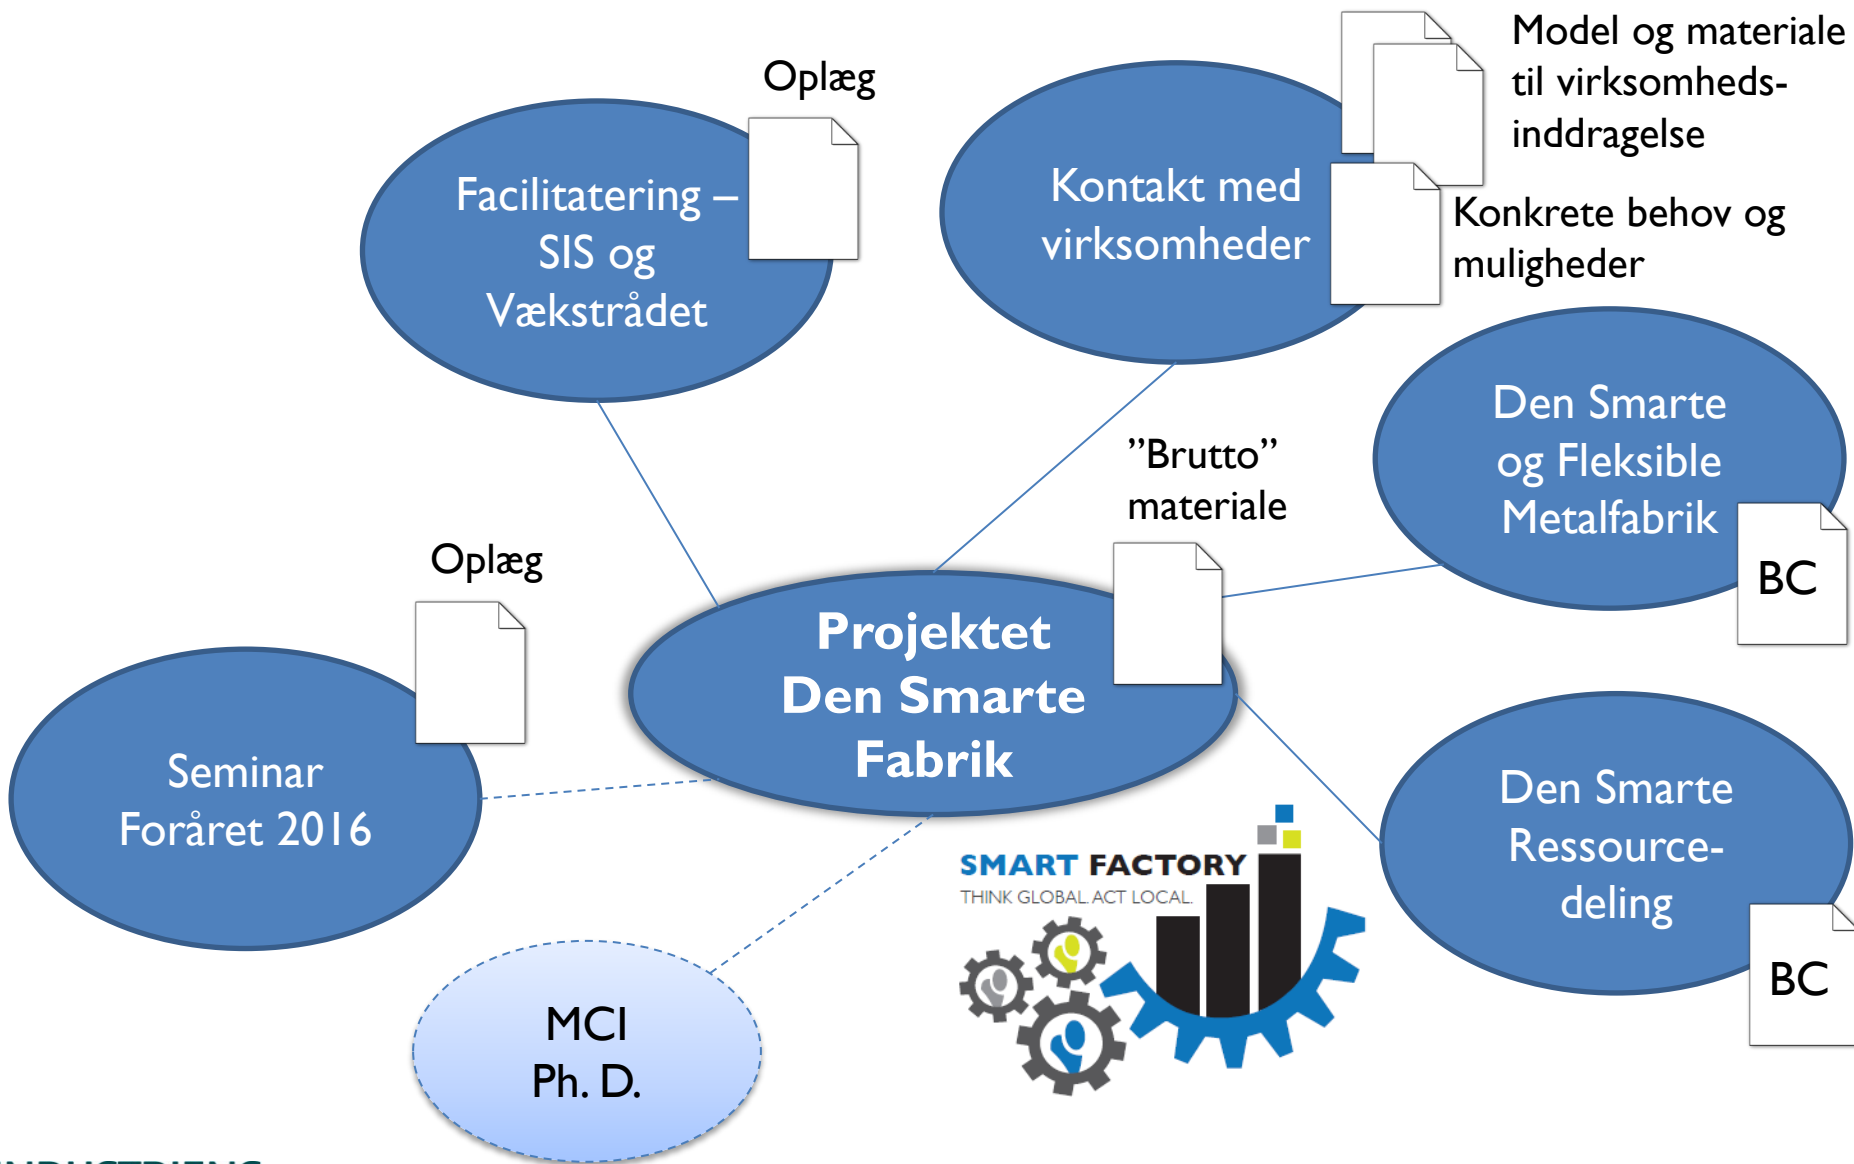 Oplæg
Facilitatering –
SIS og
Vækstrådet
Model og materiale
til virksomheds-
inddragelse
Kontakt med
virksomheder
Konkrete behov og
muligheder
Den Smarte
og Fleksible
Metalfabrik
BC
”Brutto”
materiale
Oplæg
Projektet
Den Smarte
Fabrik
Seminar
Foråret 2016
Den Smarte
Ressource-
deling
BC
SMART FACTORY
THINK GLOBAL. ACT LOCAL.
MCI
Ph. D.
INDUSTRIENS